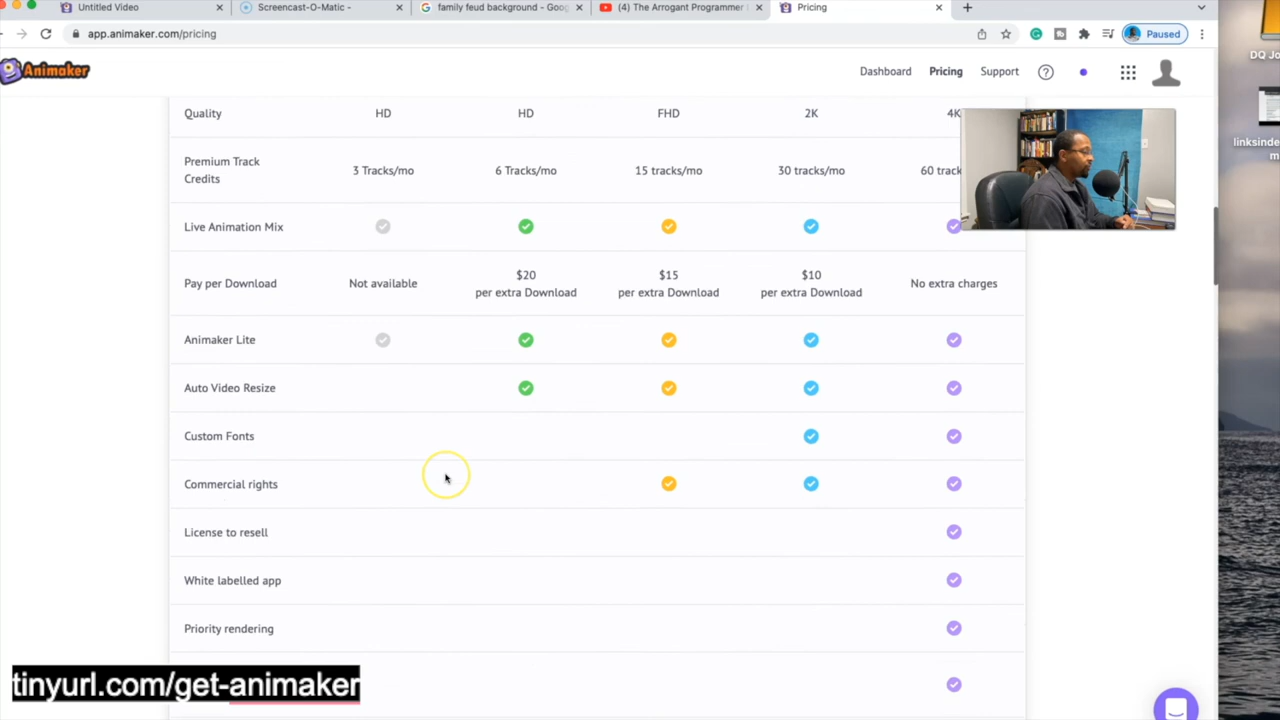 Untitled Video
Screencast-O-Matic -
family feud background - Goog
(4) The Arrogant Programmer
Pricing
app.animaker.com/pricing
Paused
Animaker
Dashboard
Pricing
Support
DQ Jo
linksinde
m
Quality HD HD FHD 2K 4K
Premium Track
Credits
3 Tracks/mo 6 Tracks/mo 15 tracks/mo 30 tracks/mo 60 track
Live Animation Mix
Pay per Download
Not available
$20
per extra Download
$15
per extra Download
$10
per extra Download
No extra charges
Animaker Lite
Auto Video Resize
Custom Fonts
Commercial rights
License to resell
White labelled app
Priority rendering
tinyurl.com/get-animaker